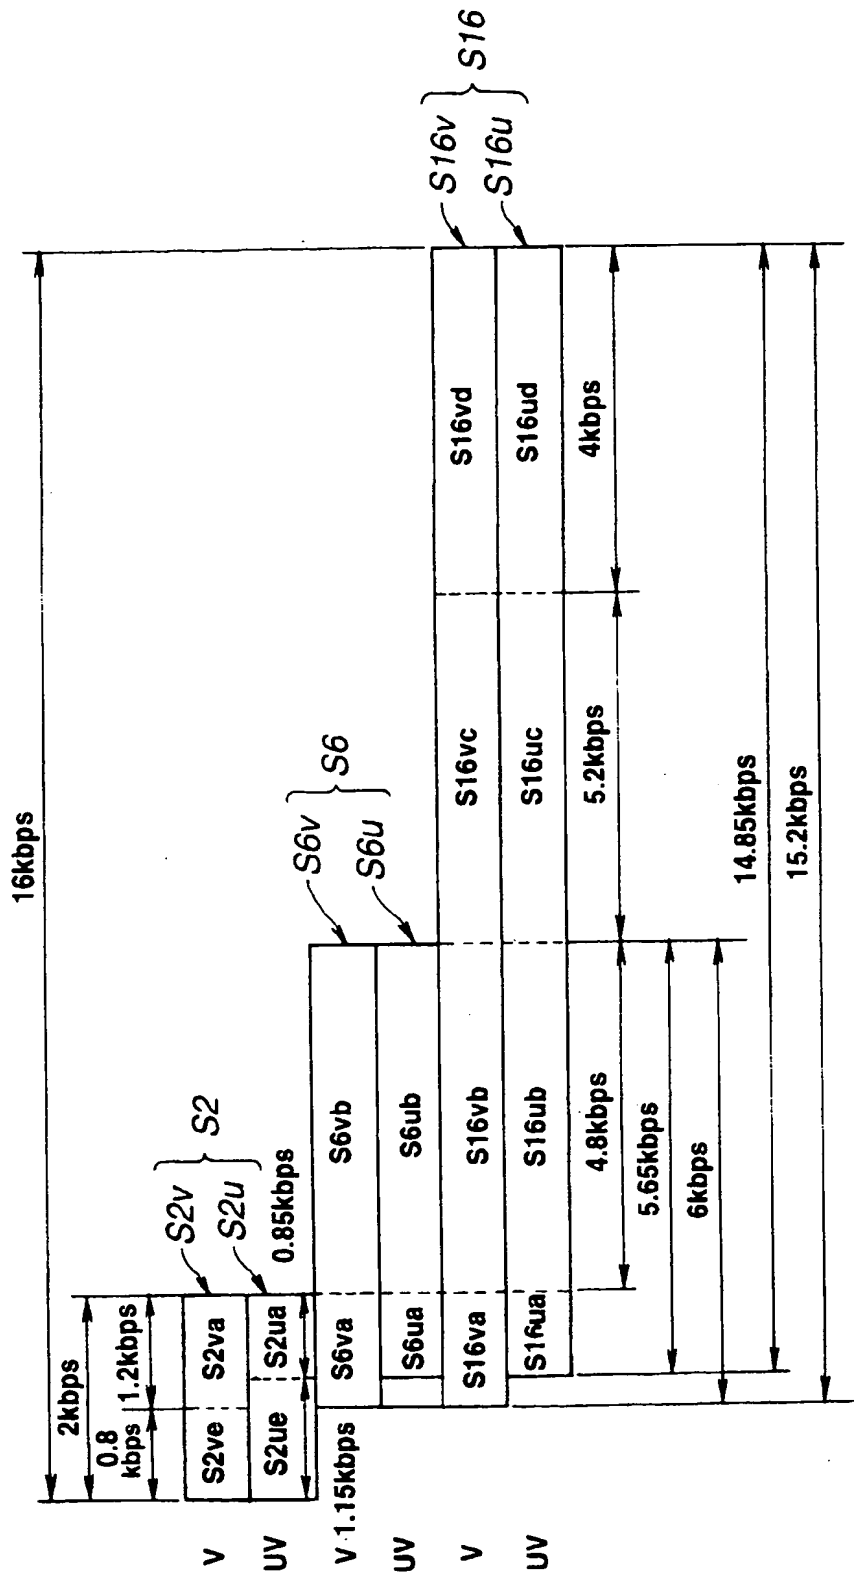 16kbps
2kbps
0.8
kbps
1.2kbps
S2v
S2u
S2
V
S2ve
S2va
UV
S2ue
S2ua
1.15kbps
0.85kbps
S6v
S6u
S6
V
S6va
S6vb
UV
S6ua
S6ub
S16v
S16u
S16
V
S16va
S16vb
S16vc
S16vd
UV
S16ua
S16ub
S16uc
S16ud
4.8kbps
5.2kbps
4kbps
5.65kbps
6kbps
14.85kbps
15.2kbps